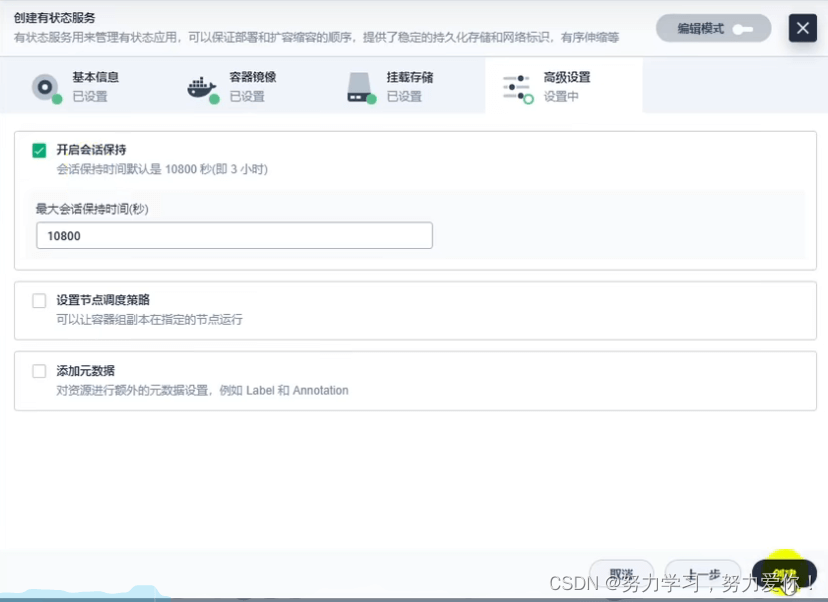 创建有状态服务
有状态服务用来管理有状态应用，可以保证部署和扩容缩容的顺序，提供了稳定的持久化存储和网络标识，有序伸缩等
编辑模式
基本信息
已设置
容器镜像
已设置
挂载存储
已设置
高级设置
设置中
开启会话保持
会话保持时间默认是 10800 秒(即 3 小时)
最大会话保持时间(秒)
10800
设置节点调度策略
可以让容器组副本在指定的节点运行
添加元数据
对资源进行额外的元数据设置，例如 Label 和 Annotation
取消
上一步
创建
CSDN @努力学习，努力爱你！